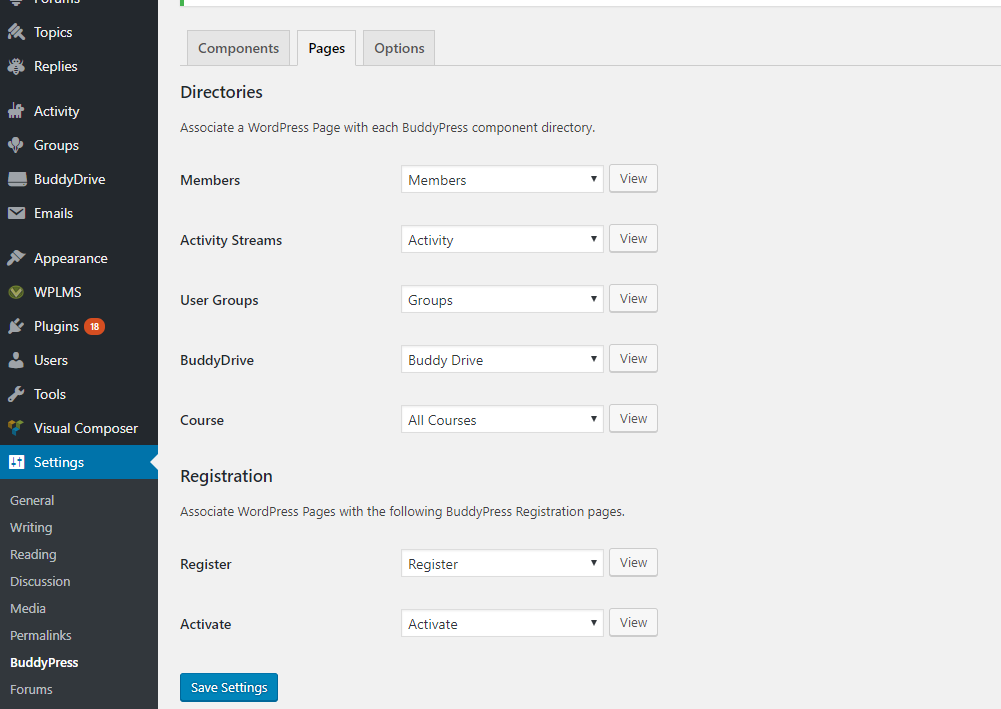 Forums
Topics
Replies
Activity
Groups
BuddyDrive
Emails
Appearance
WPLMS
Plugins 18
Users
Tools
Visual Composer
Settings
General
Writing
Reading
Discussion
Media
Permalinks
BuddyPress
Forums
Components Pages Options
Directories
Associate a WordPress Page with each BuddyPress component directory.
Members Members View
Activity Streams Activity View
User Groups Groups View
BuddyDrive Buddy Drive View
Course All Courses View
Registration
Associate WordPress Pages with the following BuddyPress Registration pages.
Register Register View
Activate Activate View
Save Settings